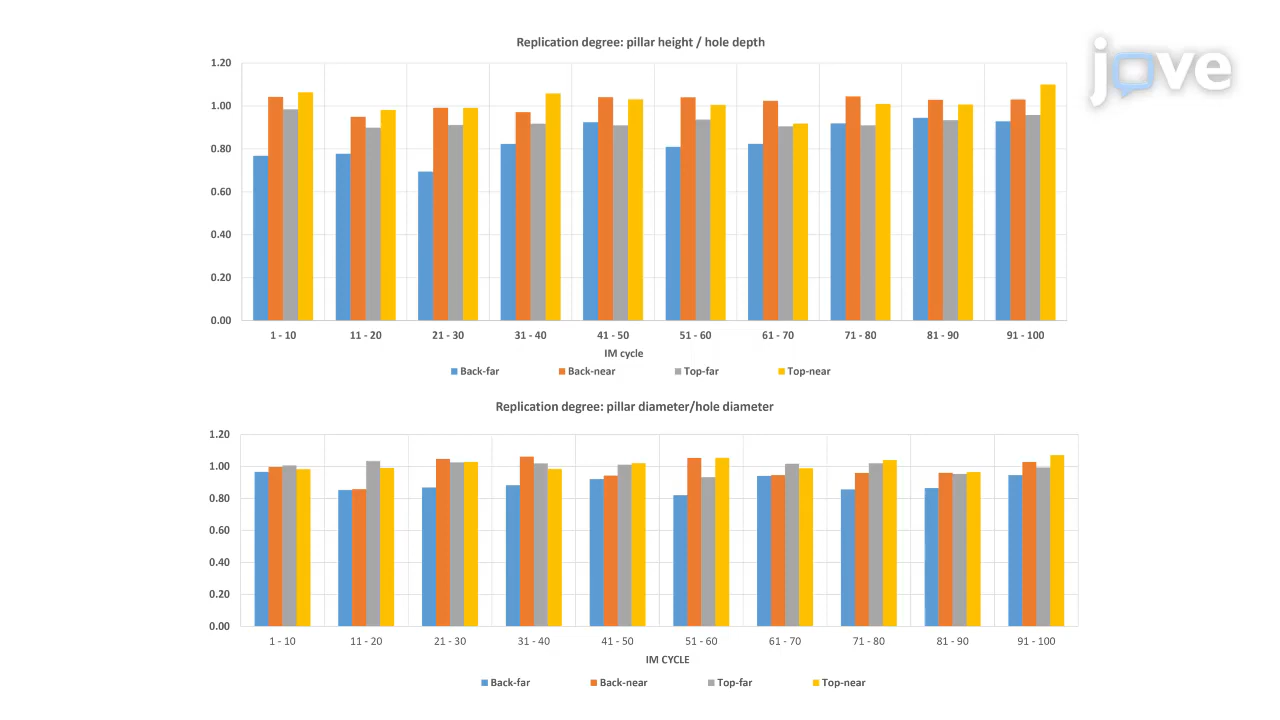 Replication degree: pillar height / hole depth
jove
1.20
1.00
0.80
0.60
0.40
0.20
0.00
1 - 10 11 - 20 21 - 30 31 - 40 41 - 50 51 - 60 61 - 70 71 - 80 81 - 90 91 - 100
IM cycle
Back-far Back-near Top-far Top-near
Replication degree: pillar diameter/hole diameter
1.20
1.00
0.80
0.60
0.40
0.20
0.00
1 - 10 11 - 20 21 - 30 31 - 40 41 - 50 51 - 60 61 - 70 71 - 80 81 - 90 91 - 100
IM CYCLE
Back-far Back-near Top-far Top-near